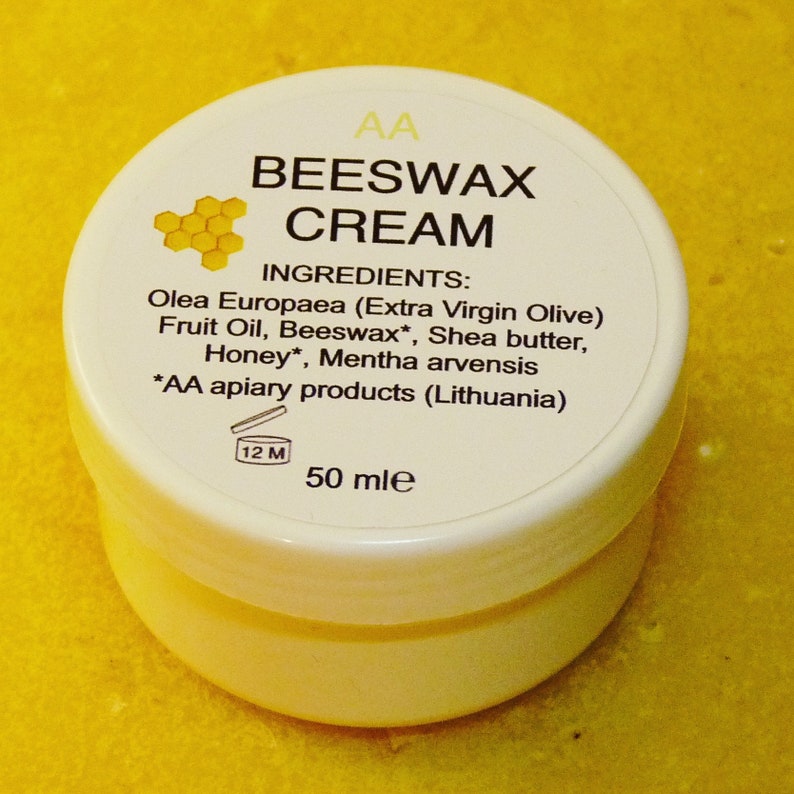 AA
BEESWAX
CREAM
INGREDIENTS:
Olea Europaea (Extra Virgin Olive)
Fruit Oil, Beeswax*, Shea butter,
Honey*, Mentha arvensis
*AA apiary products (Lithuania)
12 M
50 ml℮